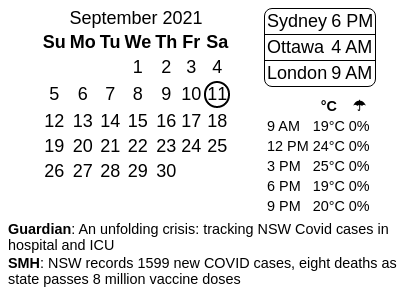 September 2021
Su Mo Tu We Th Fr Sa
1 2 3 4
5 6 7 8 9 10 11
12 13 14 15 16 17 18
19 20 21 22 23 24 25
26 27 28 29 30
Sydney 6 PM
Ottawa 4 AM
London 9 AM
°C ☂
9 AM 19°C 0%
12 PM 24°C 0%
3 PM 25°C 0%
6 PM 19°C 0%
9 PM 20°C 0%
Guardian: An unfolding crisis: tracking NSW Covid cases in
hospital and ICU
SMH: NSW records 1599 new COVID cases, eight deaths as
state passes 8 million vaccine doses